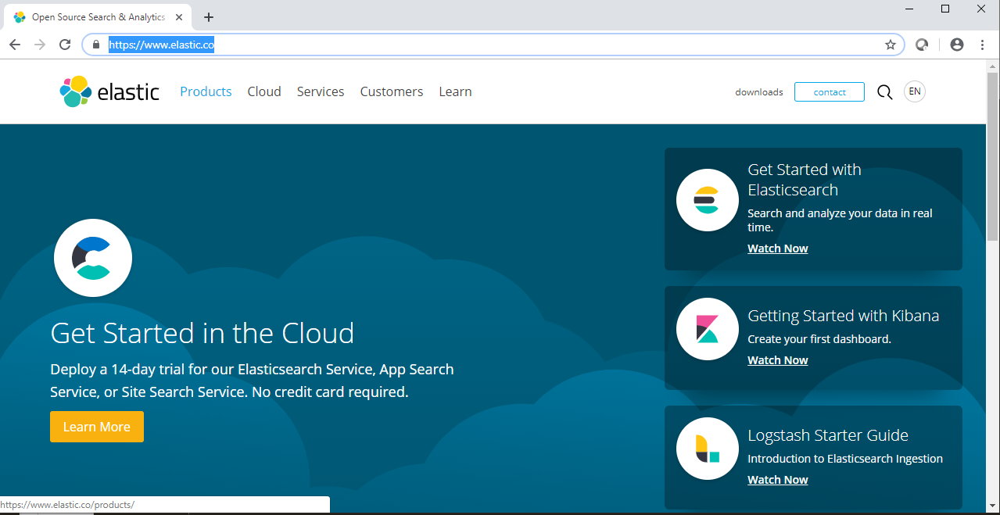 Open Source Search & Analytics
https://www.elastic.co
elastic
Products Cloud Services Customers Learn
downloads contact EN
Get Started in the Cloud
Deploy a 14-day trial for our Elasticsearch Service, App Search
Service, or Site Search Service. No credit card required.
Learn More
Get Started with
Elasticsearch
Search and analyze your data in real
time.
Watch Now
Getting Started with Kibana
Create your first dashboard.
Watch Now
Logstash Starter Guide
Introduction to Elasticsearch Ingestion
Watch Now
https://www.elastic.co/products/